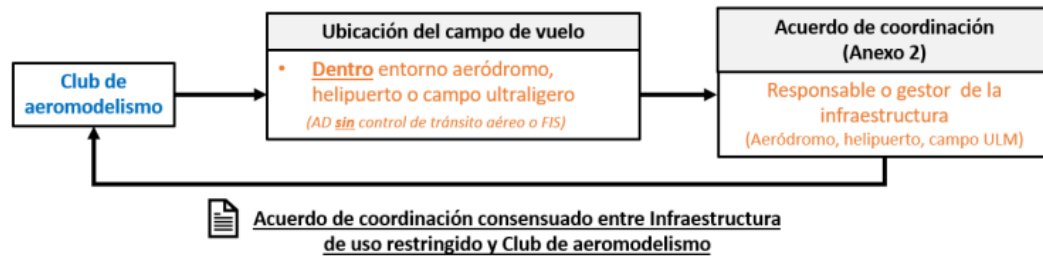 Club de
aeromodelismo
Ubicación del campo de vuelo
• Dentro entorno aeródromo,
helipuerto o campo ultraligero
(AD sin control de tránsito aéreo o FIS)
Acuerdo de coordinación
(Anexo 2)
Responsable o gestor de la
infraestructura
(Aeródromo, helipuerto, campo ULM)
Acuerdo de coordinación consensuado entre Infraestructura
de uso restringido y Club de aeromodelismo